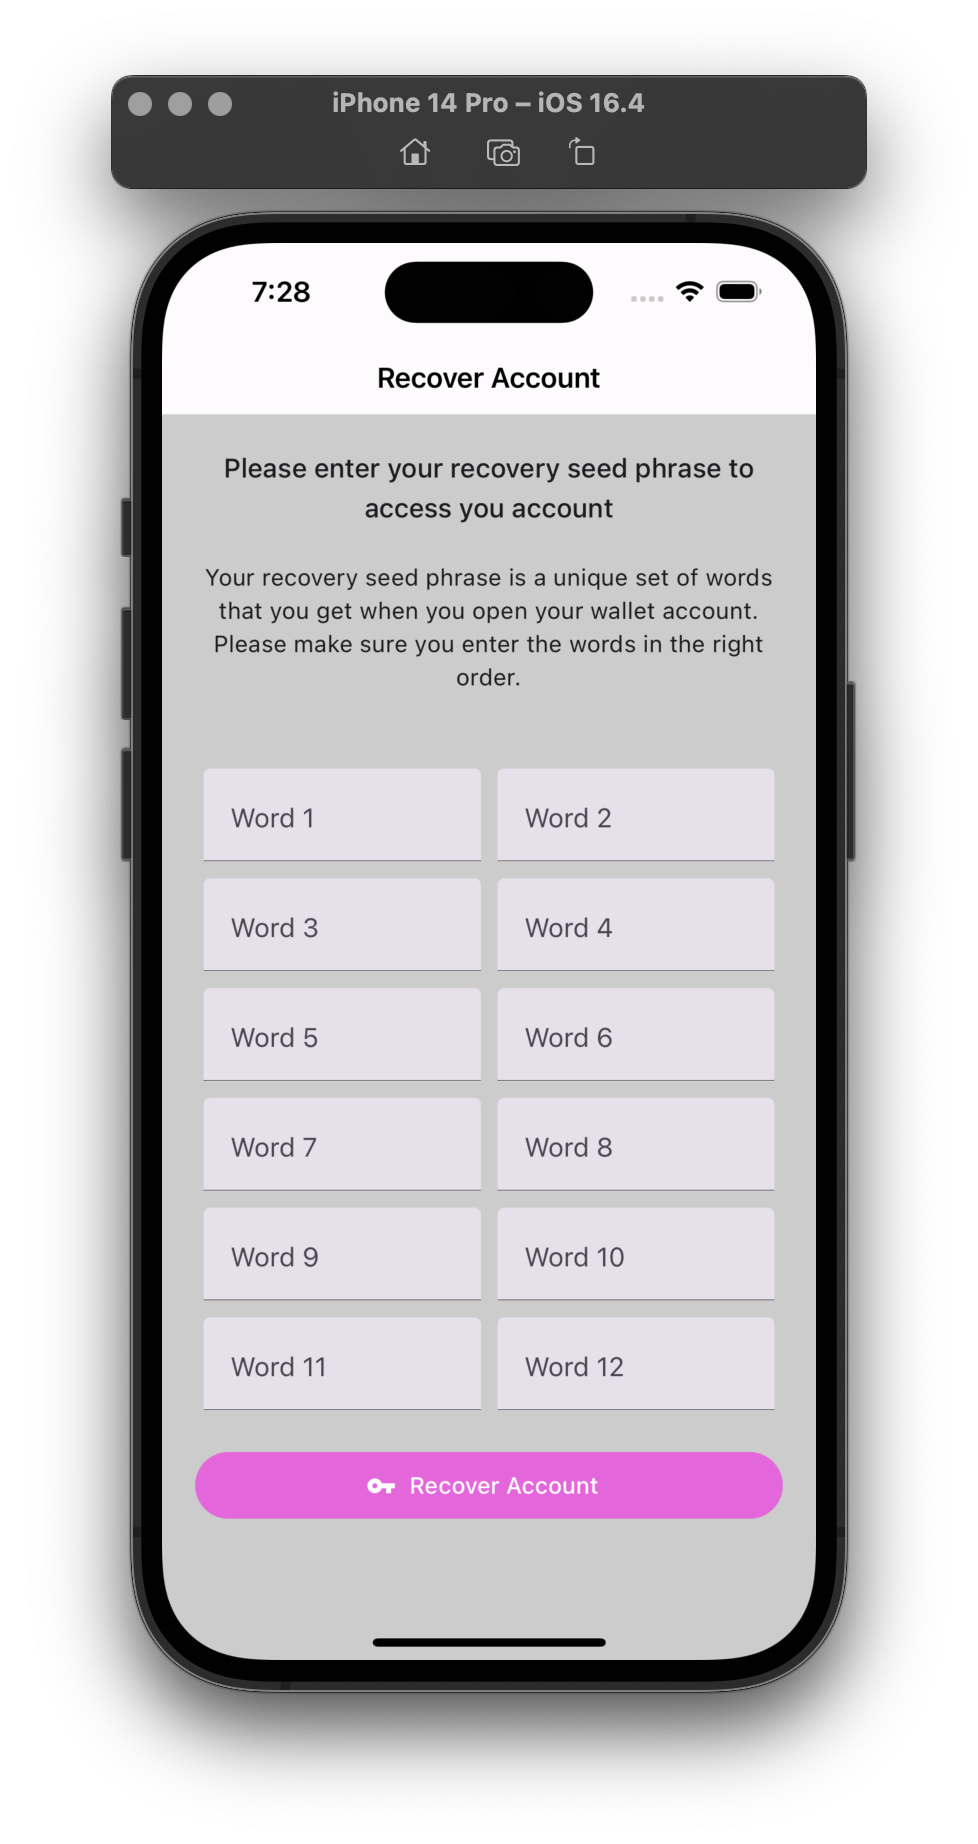 iPhone 14 Pro – iOS 16.4
7:28
Recover Account
Please enter your recovery seed phrase to
access you account
Your recovery seed phrase is a unique set of words
that you get when you open your wallet account.
Please make sure you enter the words in the right
order.
Word 1
Word 2
Word 3
Word 4
Word 5
Word 6
Word 7
Word 8
Word 9
Word 10
Word 11
Word 12
Recover Account